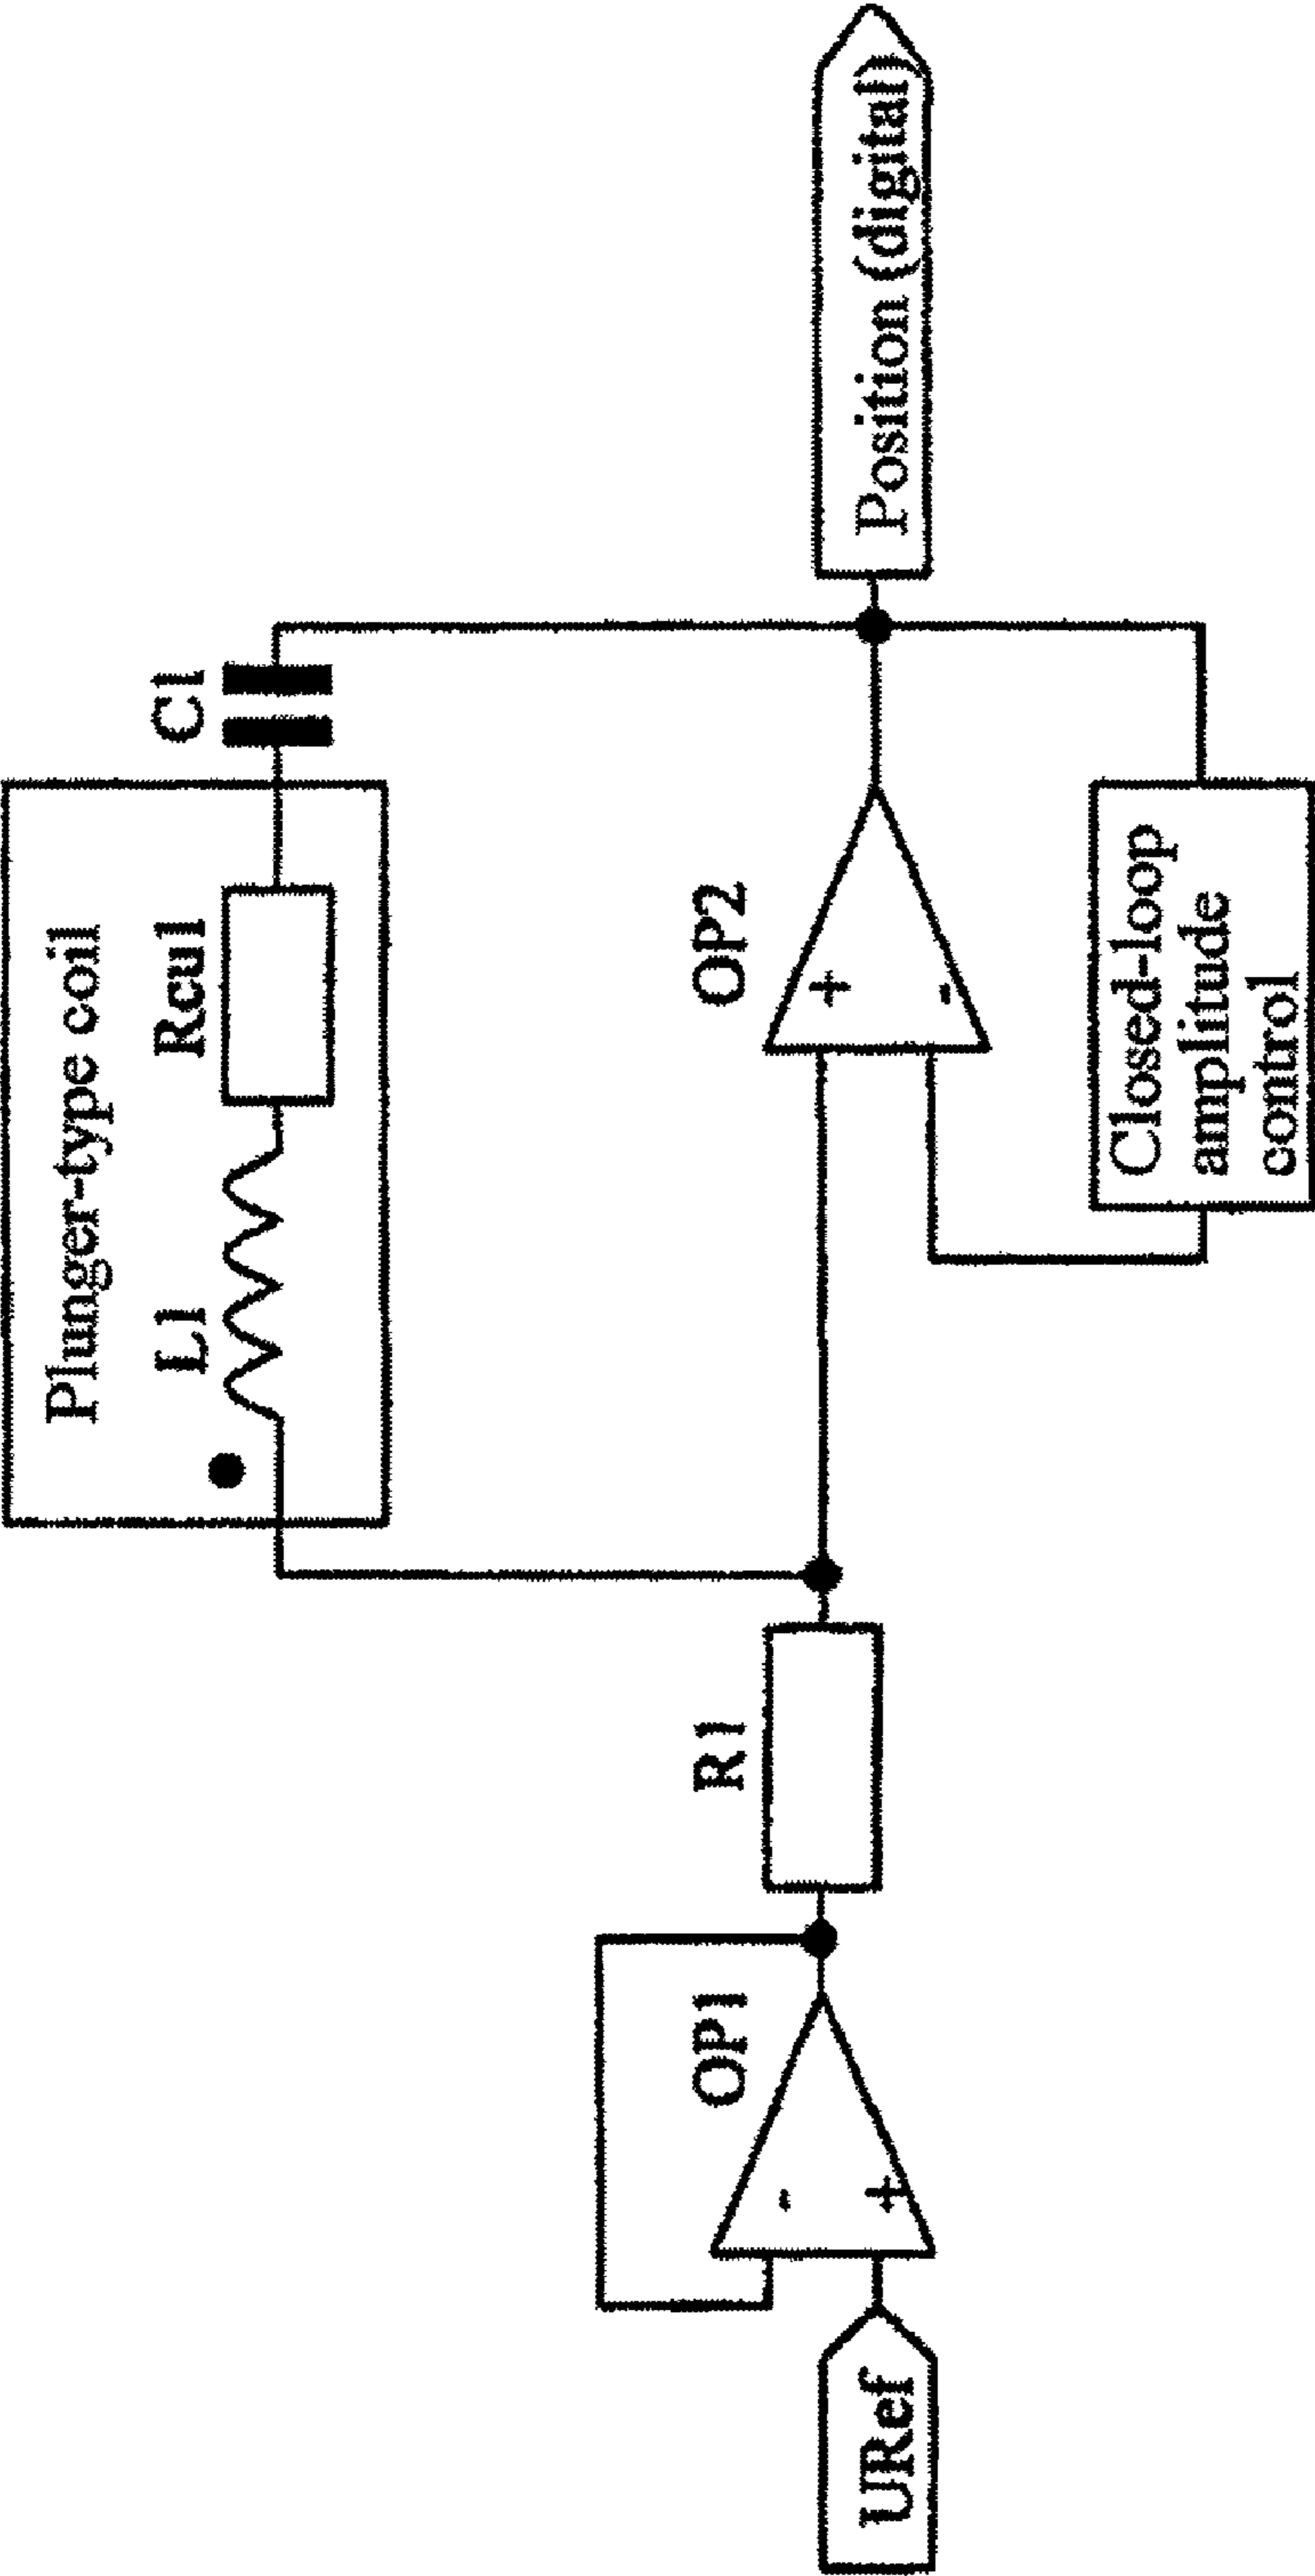 Plunger-type coil
L1
Rcu1
C1
URef
-
+
OP1
R1
+
-
OP2
Position (digital)
Closed-loop
amplitude
control